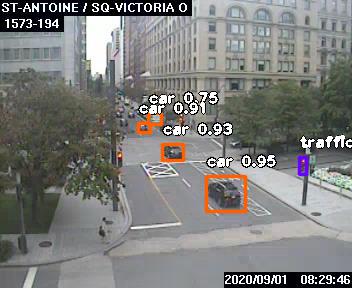 ST-ANTOINE / SQ-VICTORIA O
1573-194
car 0.75
car 0.91
car 0.93
car 0.95
traffic
2020/09/01 08:29:46